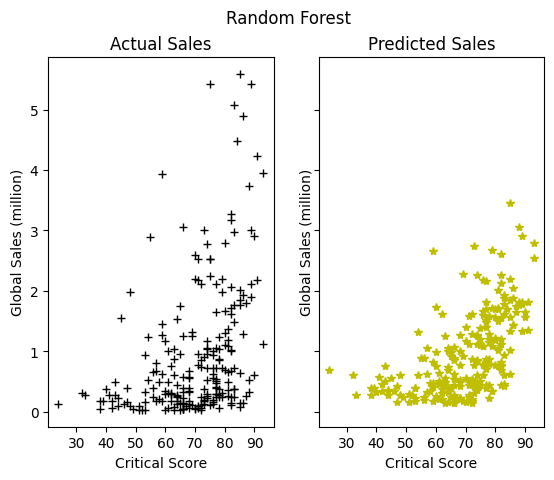 Random Forest
Actual Sales
Predicted Sales
Global Sales (million)
5
4
3
2
1
0
30 40 50 60 70 80 90
Critical Score
Global Sales (million)
30 40 50 60 70 80 90
Critical Score